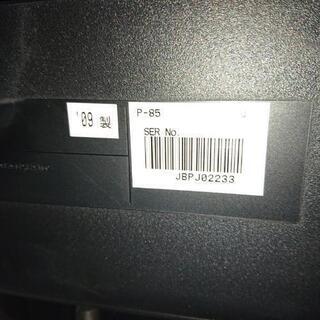 '09 製
P-85
SER No.
JBPJ02233